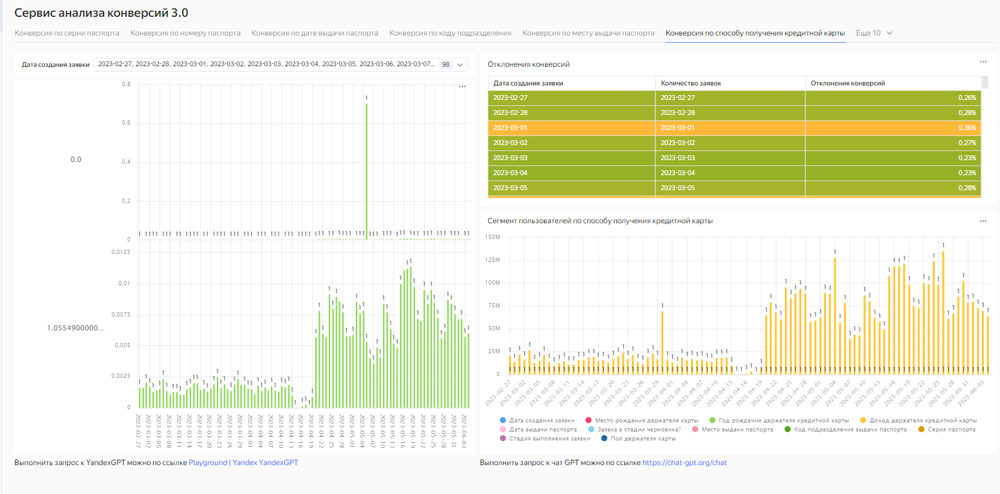 Сервис анализа конверсий 3.0
Конверсия по серии паспорта Конверсия по номеру паспорта Конверсия по дате выдачи паспорта Конверсия по коду подразделения Конверсия по месту выдачи паспорта Конверсия по способу получения кредитной карты Еще 10
Дата создания заявки 2023-02-27, 2023-02-28, 2023-03-01, 2023-03-02, 2023-03-03, 2023-03-04, 2023-03-05, 2023-03-06, 2023-03-07... 98
0,8
0,6
0.0
0,4
0,2
0
0,0125
0,01
0,0075
1.0554900000...
0,005
0,0025
0
2023-02-27 2023-03-02 2023-03-05 2023-03-08 2023-03-11 2023-03-14 2023-03-17 2023-03-20 2023-03-23 2023-03-26 2023-03-29 2023-04-01 2023-04-04 2023-04-07 2023-04-10 2023-04-13 2023-04-16 2023-04-19 2023-04-22 2023-04-25 2023-04-28 2023-05-01 2023-05-04 2023-05-07 2023-05-10 2023-05-13 2023-05-16 2023-05-19 2023-05-22 2023-05-25 2023-05-28 2023-05-31 2023-06-03
Выполнить запрос к YandexGPT можно по ссылке Playground | Yandex YandexGPT
Отклонения конверсий
Дата создания заявки Количество заявок Отклонения конверсий
2023-02-27 2023-02-27 0,26%
2023-02-28 2023-02-28 0,28%
2023-03-01 2023-03-01 0,36%
2023-03-02 2023-03-02 0,27%
2023-03-03 2023-03-03 0,23%
2023-03-04 2023-03-04 0,23%
2023-03-05 2023-03-05 0,28%
Сегмент пользователей по способу получения кредитной карты
150M
125M
100M
75M
50M
25M
0
2023-02-27 2023-03-02 2023-03-05 2023-03-08 2023-03-11 2023-03-14 2023-03-17 2023-03-20 2023-03-23 2023-03-26 2023-03-29 2023-04-01 2023-04-04 2023-04-07 2023-04-10 2023-04-13 2023-04-16 2023-04-19 2023-04-22 2023-04-25 2023-04-28 2023-05-01 2023-05-04 2023-05-07 2023-05-10 2023-05-13 2023-05-16 2023-05-19 2023-05-22 2023-05-25 2023-05-28 2023-05-31 2023-06-03
Дата создания заявки Место рождения держателя карты Год рождения держателя кредитной карты Доход держателя кредитной карты
Дата выдачи паспорта Заявка в стадии черновика? Место выдачи паспорта Код подразделения выдачи паспорта Серия паспорта
Стадия выполнения заявки Пол держателя карты
Выполнить запрос к чат GPT можно по ссылке https://chat-gpt.org/chat